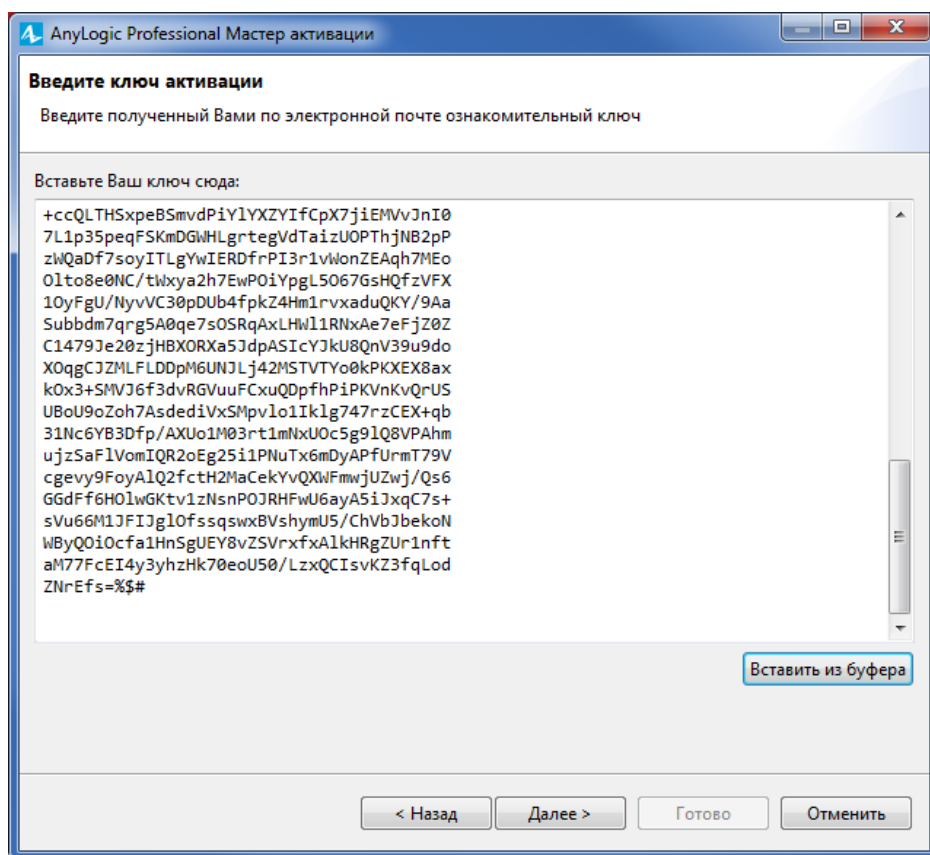 AnyLogic Professional Мастер активации
Введите ключ активации
Введите полученный Вами по электронной почте ознакомительный ключ
Вставьте Ваш ключ сюда:
+ccQLTHSxpeBSmvdPiYlYXZYIfCpX7jiEMVvJnI0
7L1p35peqFSKmDGWHLgrtegVdTaizUOPThjNB2pP
zWQaDf7soyITLgYwIERDfrPI3r1vWonZEAqh7MEo
Olto8e0NC/tWxya2h7EwPOiYpgL5O67GsHQfzVFX
1OyFgU/NyvVC30pDUb4fpkZ4Hm1rvxaduQKY/9Aa
Subbdm7qrg5A0qe7sOSRqAxLHWl1RNxAe7eFjZ0Z
C1479Je20zjHBXORXa5JdpASIcYJkU8QnV39u9do
XOqgCJZMLFLDDpM6UNJLj42MSTVTYo0kPKXEX8ax
kOx3+SMVJ6f3dvRGVuuFCxuQDpfhPiPKVnKvQrUS
UBoU9oZoh7AsdediVxSMpvlo1Iklg747rzCEX+qb
31Nc6YB3Dfp/AXUo1M03rt1mNxUOc5g9lQ8VPAhm
ujzSaFlVomIQR2oEg25i1PNuTx6mDyAPfUrmT79V
cgevy9FoyAlQ2fctH2MaCekYvQXWFmwjUZwj/Qs6
GGdFf6HOlwGKtv1zNsnPOJRHFwU6ayA5iJxqC7s+
sVu66M1JFIJglOfssqswxBVshymU5/ChVbJbekoN
WByQOiOcfa1HnSgUEY8vZSVrxfxAlkHRgZUr1nft
aM77FcEI4y3yhzHk70eoU50/LzxQCIsvKZ3fqLod
ZNrEfs=%$#
Вставить из буфера
< Назад
Далее >
Готово
Отменить